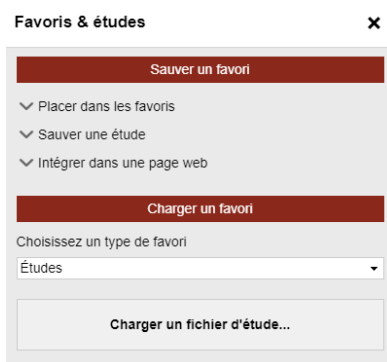 Favoris & études
Sauver un favori
Placer dans les favoris
Sauver une étude
Intégrer dans une page web
Charger un favori
Choisissez un type de favori
Études
Charger un fichier d'étude...